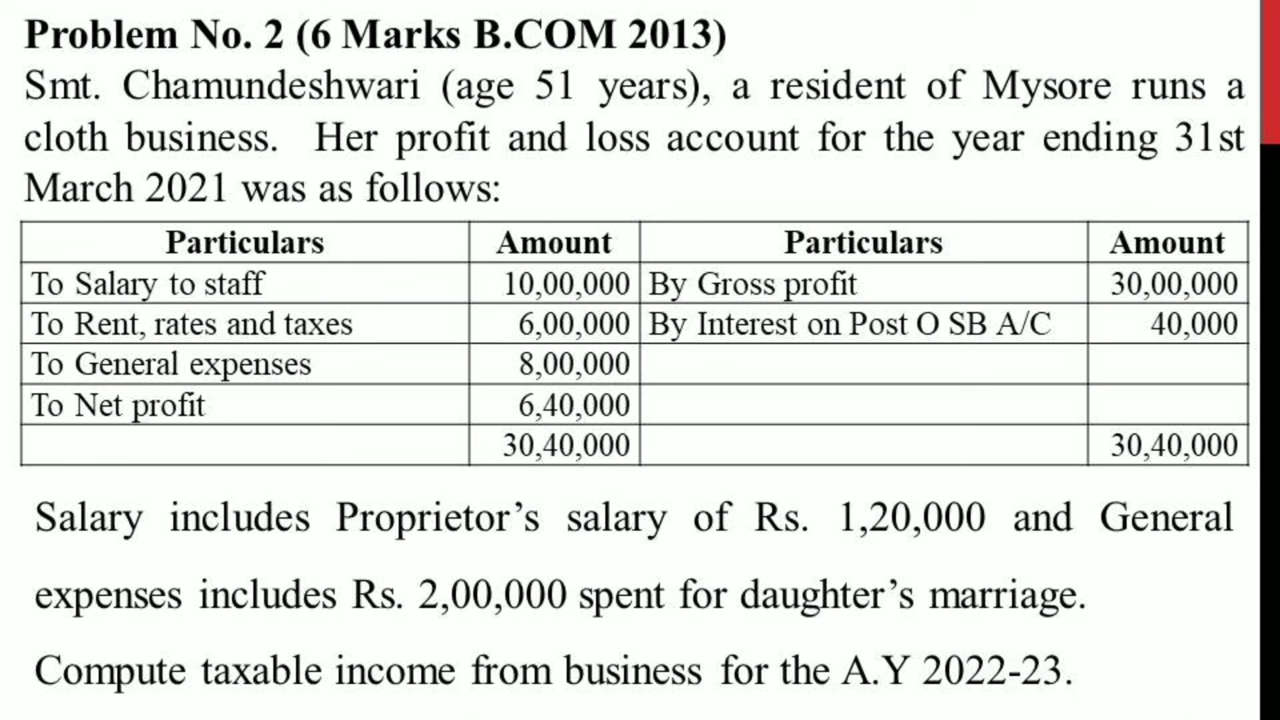 Problem No. 2 (6 Marks B.COM 2013)
Smt. Chamundeshwari (age 51 years), a resident of Mysore runs a
cloth business. Her profit and loss account for the year ending 31st
March 2021 was as follows:
Particulars Amount Particulars Amount
To Salary to staff 10,00,000 By Gross profit 30,00,000
To Rent, rates and taxes 6,00,000 By Interest on Post O SB A/C 40,000
To General expenses 8,00,000
To Net profit 6,40,000
30,40,000 30,40,000
Salary includes Proprietor's salary of Rs. 1,20,000 and General
expenses includes Rs. 2,00,000 spent for daughter's marriage.
Compute taxable income from business for the A.Y 2022-23.